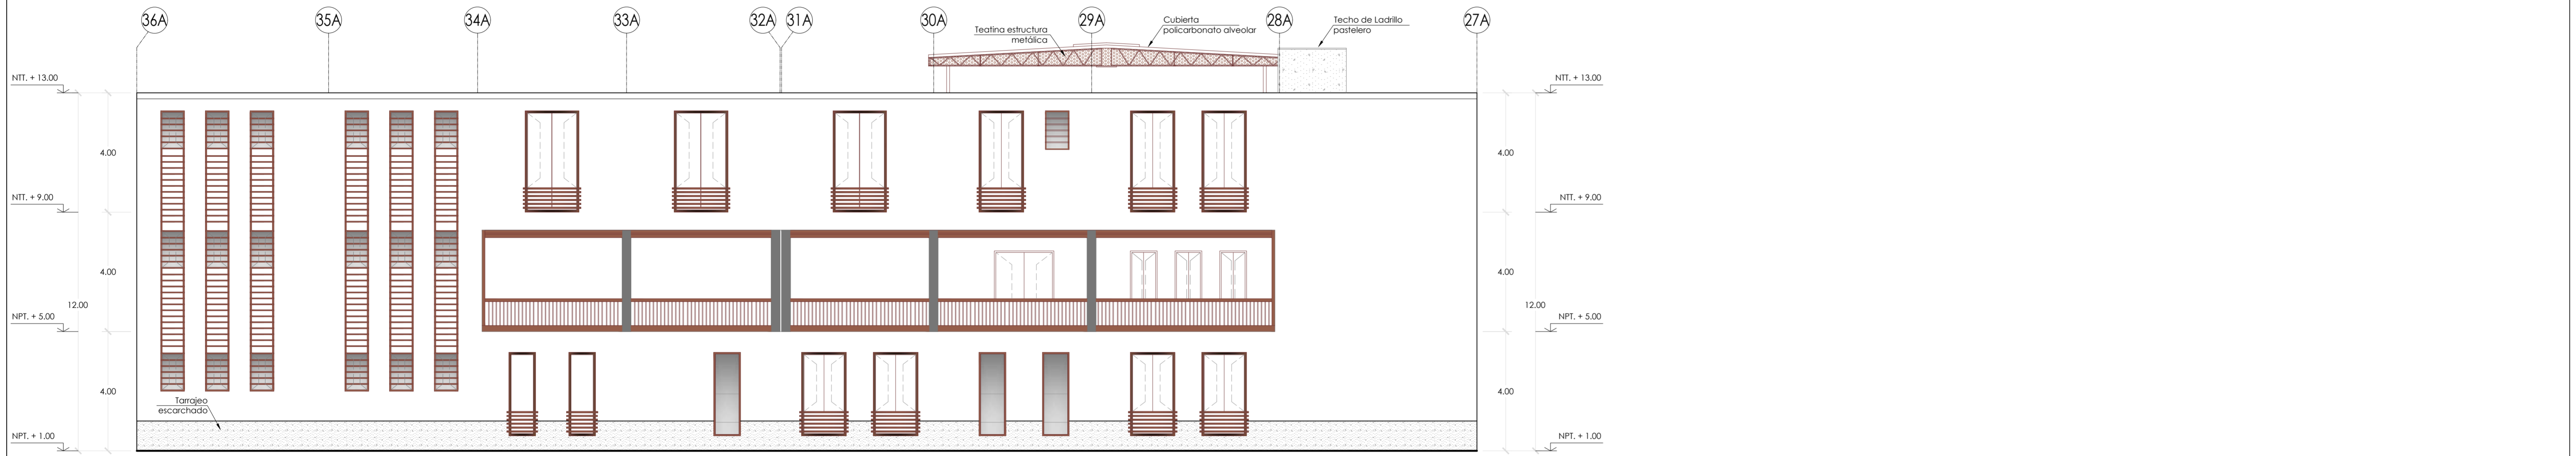 36A
35A
34A
33A
32A
31A
30A
29A
28A
27A
Teatina estructura
metálica
Cubierta
policarbonato alveolar
Techo de Ladrillo
pastelero
NTT. + 13.00
NTT. + 13.00
4.00
4.00
NTT. + 9.00
NTT. + 9.00
4.00
4.00
12.00
12.00
NPT. + 5.00
NPT. + 5.00
4.00
4.00
Tarrajeo
escarchado
NPT. + 1.00
NPT. + 1.00